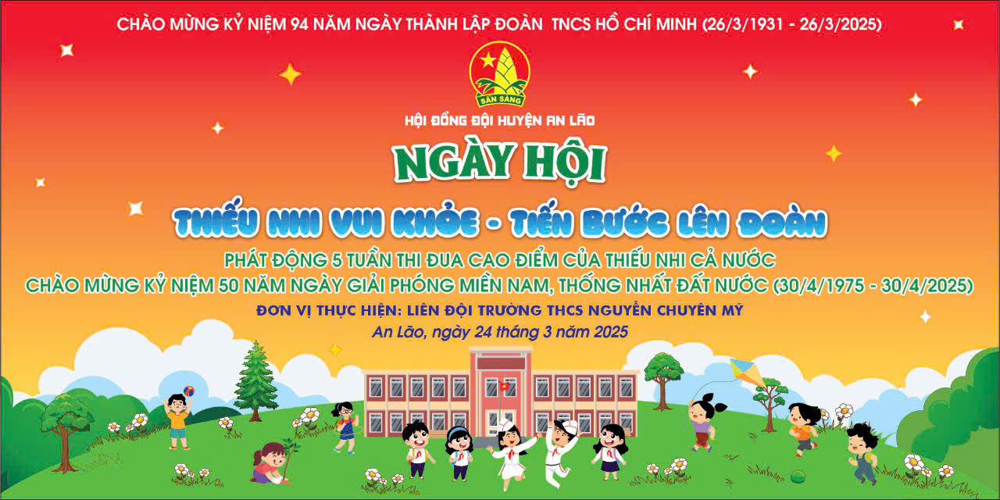 CHÀO MỪNG KỶ NIỆM 94 NĂM NGÀY THÀNH LẬP ĐOÀN TNCS HỒ CHÍ MINH (26/3/1931 - 26/3/2025)
SẴN SÀNG
HỘI ĐỒNG ĐỘI HUYỆN AN LÃO
NGÀY HỘI
THIẾU NHI VUI KHỎE - TIẾN BƯỚC LÊN ĐOÀN
PHÁT ĐỘNG 5 TUẦN THI ĐUA CAO ĐIỂM CỦA THIẾU NHI CẢ NƯỚC
CHÀO MỪNG KỶ NIỆM 50 NĂM NGÀY GIẢI PHÓNG MIỀN NAM, THỐNG NHẤT ĐẤT NƯỚC (30/4/1975 - 30/4/2025)
ĐƠN VỊ THỰC HIỆN: LIÊN ĐỘI TRƯỜNG THCS NGUYỄN CHUYÊN MỸ
An Lão, ngày 24 tháng 3 năm 2025